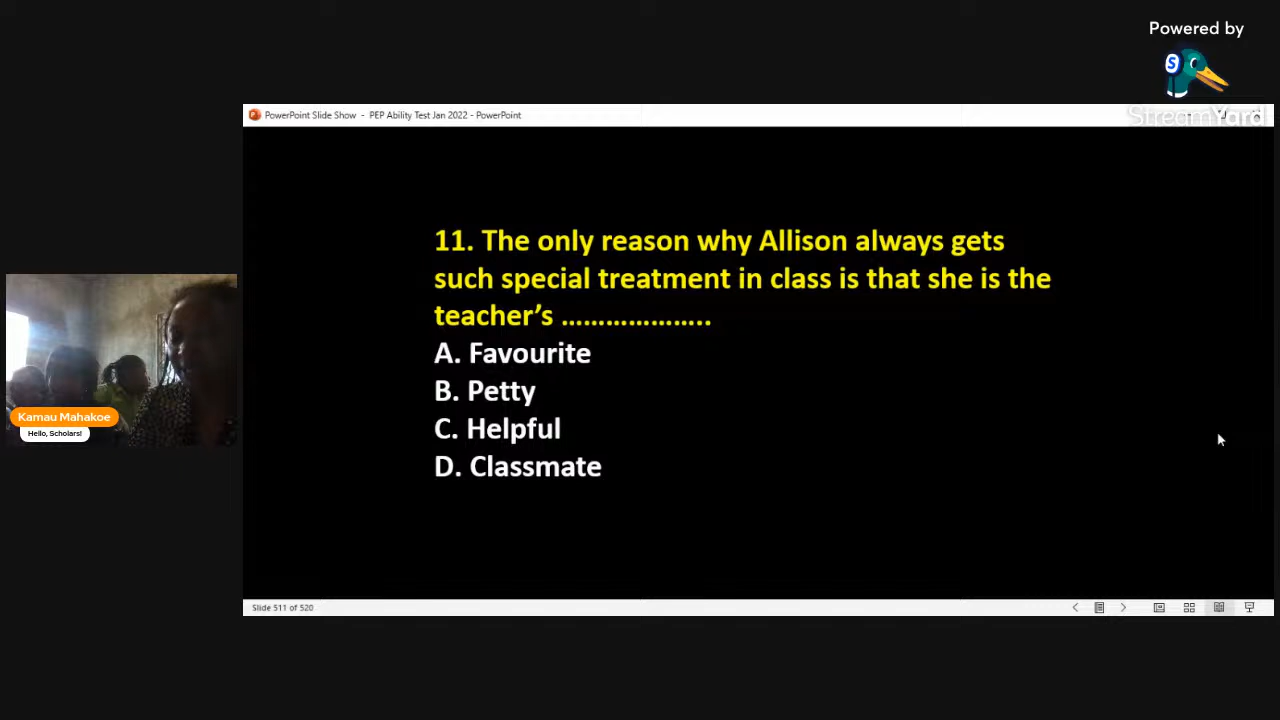 Powered by
PowerPoint Slide Show - PEP Ability Test Jan 2022 - PowerPoint
StreamYard
11. The only reason why Allison always gets
such special treatment in class is that she is the
teacher’s ………………..
A. Favourite
B. Petty
C. Helpful
D. Classmate
Kamau Mahakoe
Hello, Scholars!
Slide 511 of 520